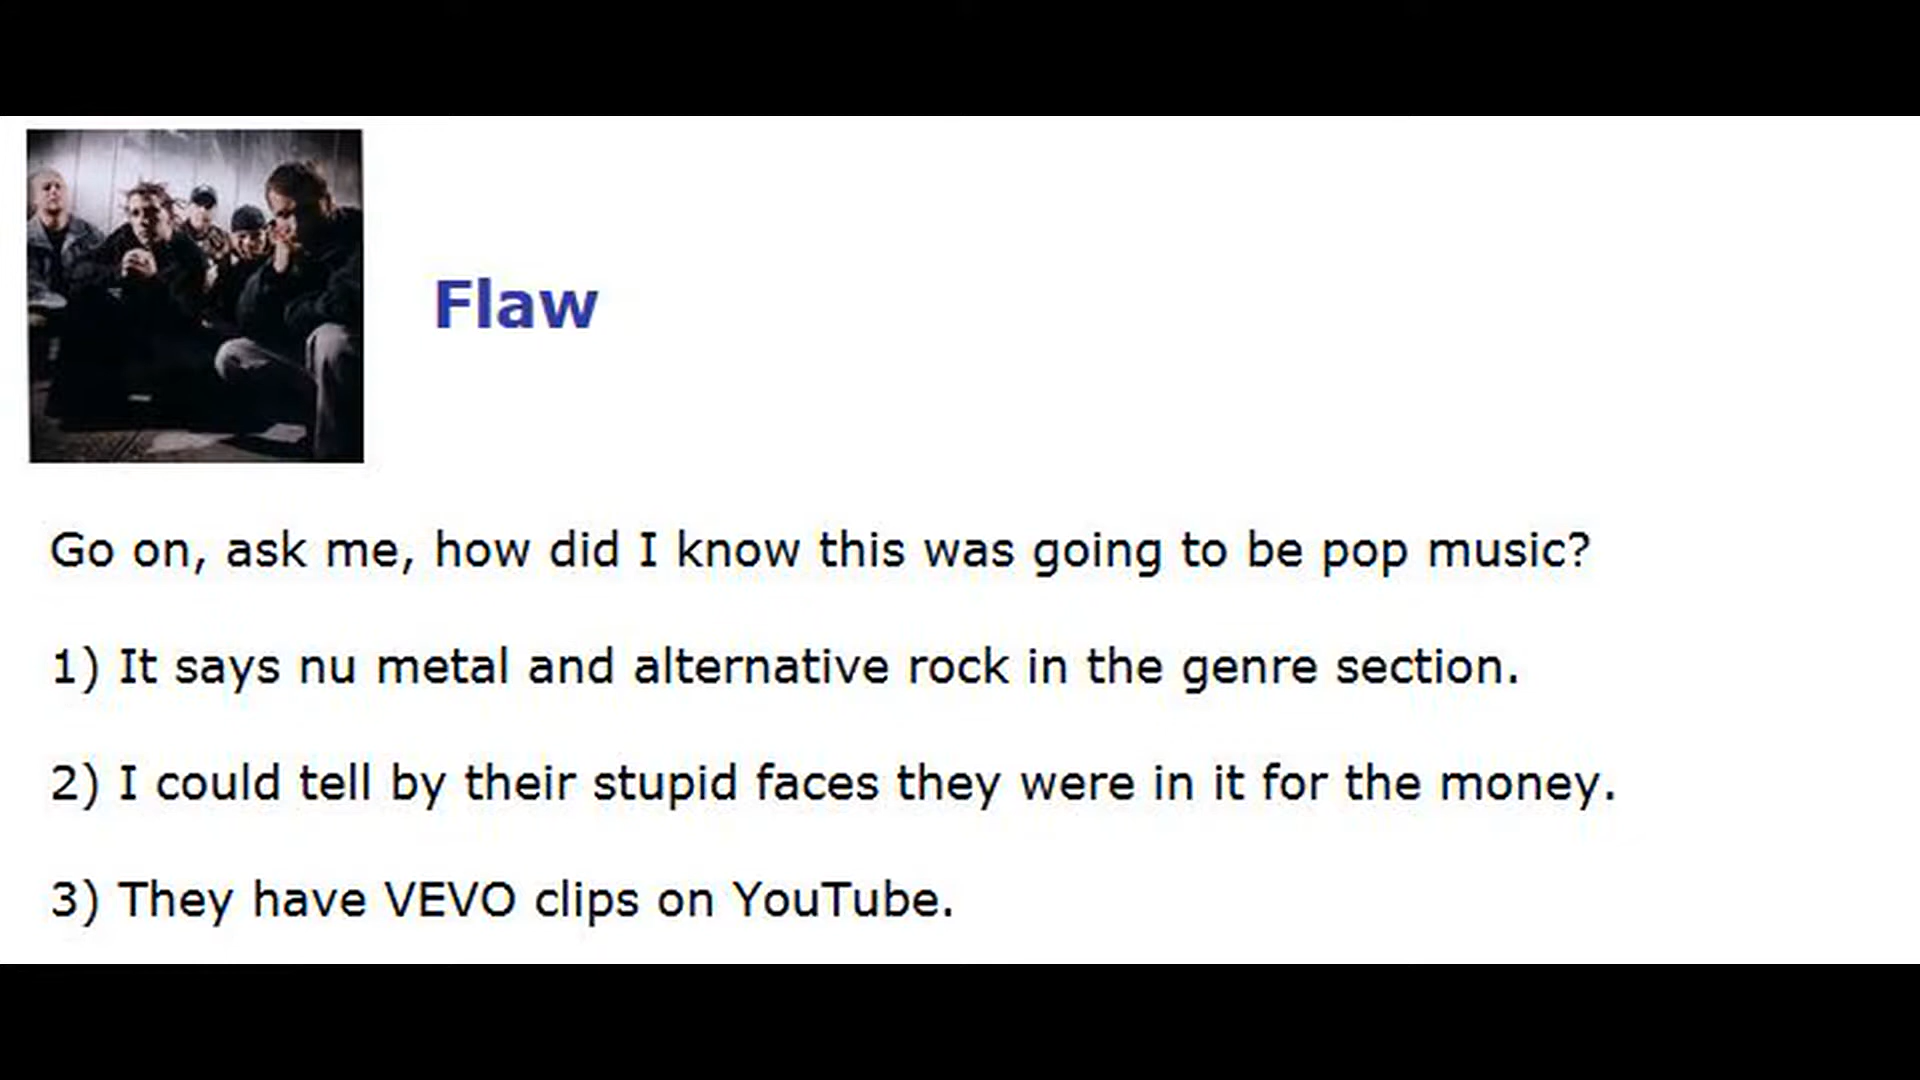 Flaw
Go on, ask me, how did I know this was going to be pop music?
1) It says nu metal and alternative rock in the genre section.
2) I could tell by their stupid faces they were in it for the money.
3) They have VEVO clips on YouTube.